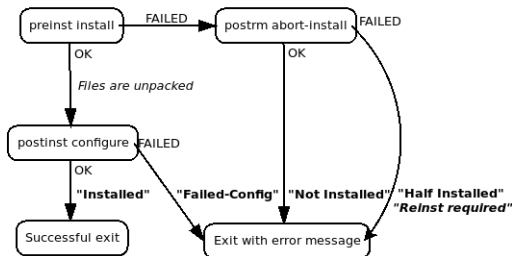 preinst install
FAILED
postrm abort-install
FAILED
OK
OK
Files are unpacked
postinst configure
FAILED
OK
"Installed"
"Failed-Config"
"Not Installed"
"Half Installed"
"Reinst required"
Successful exit
Exit with error message